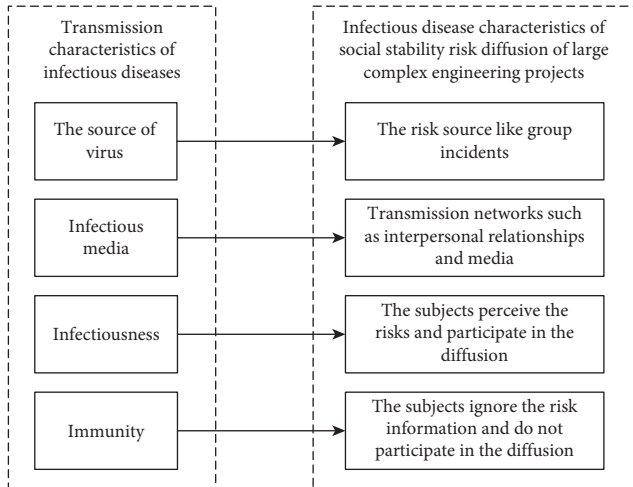 Transmission
characteristics of
infectious diseases
Infectious disease characteristics of
social stability risk diffusion of large
complex engineering projects
The source of
virus
The risk source like group
incidents
Infectious
media
Transmission networks such
as interpersonal relationships
and media
Infectiousness
The subjects perceive the
risks and participate in the
diffusion
Immunity
The subjects ignore the risk
information and do not
participate in the diffusion